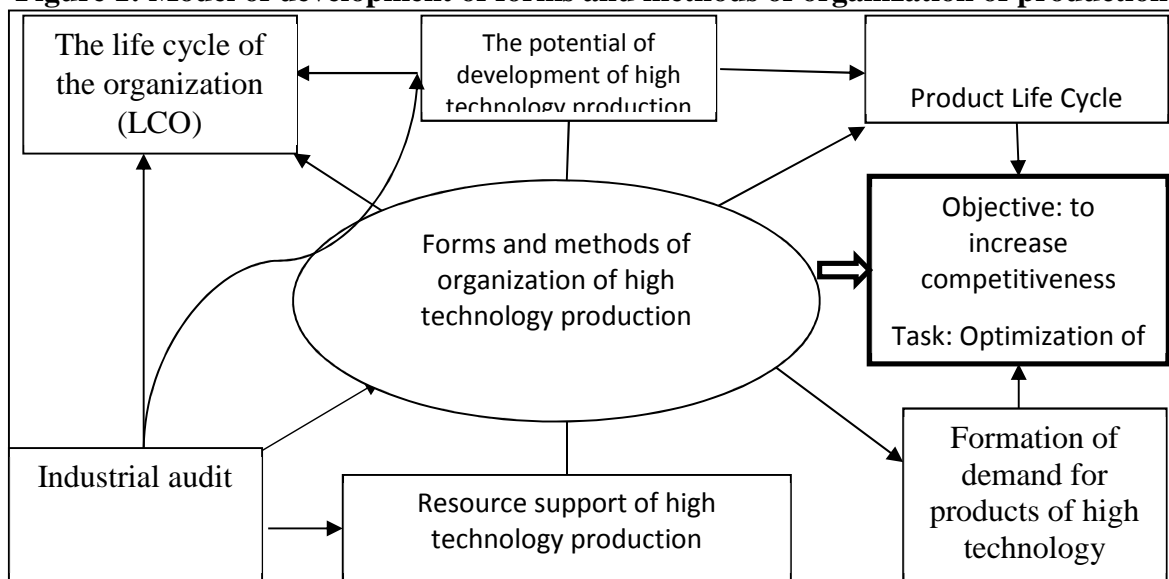 The life cycle of
the organization
(LCO)
The potential of
development of high
technology production
Product Life Cycle
Forms and methods of
organization of high
technology production
Objective: to
increase
competitiveness
Task: Optimization of
Industrial audit
Resource support of high
technology production
Formation of
demand for
products of high
technology